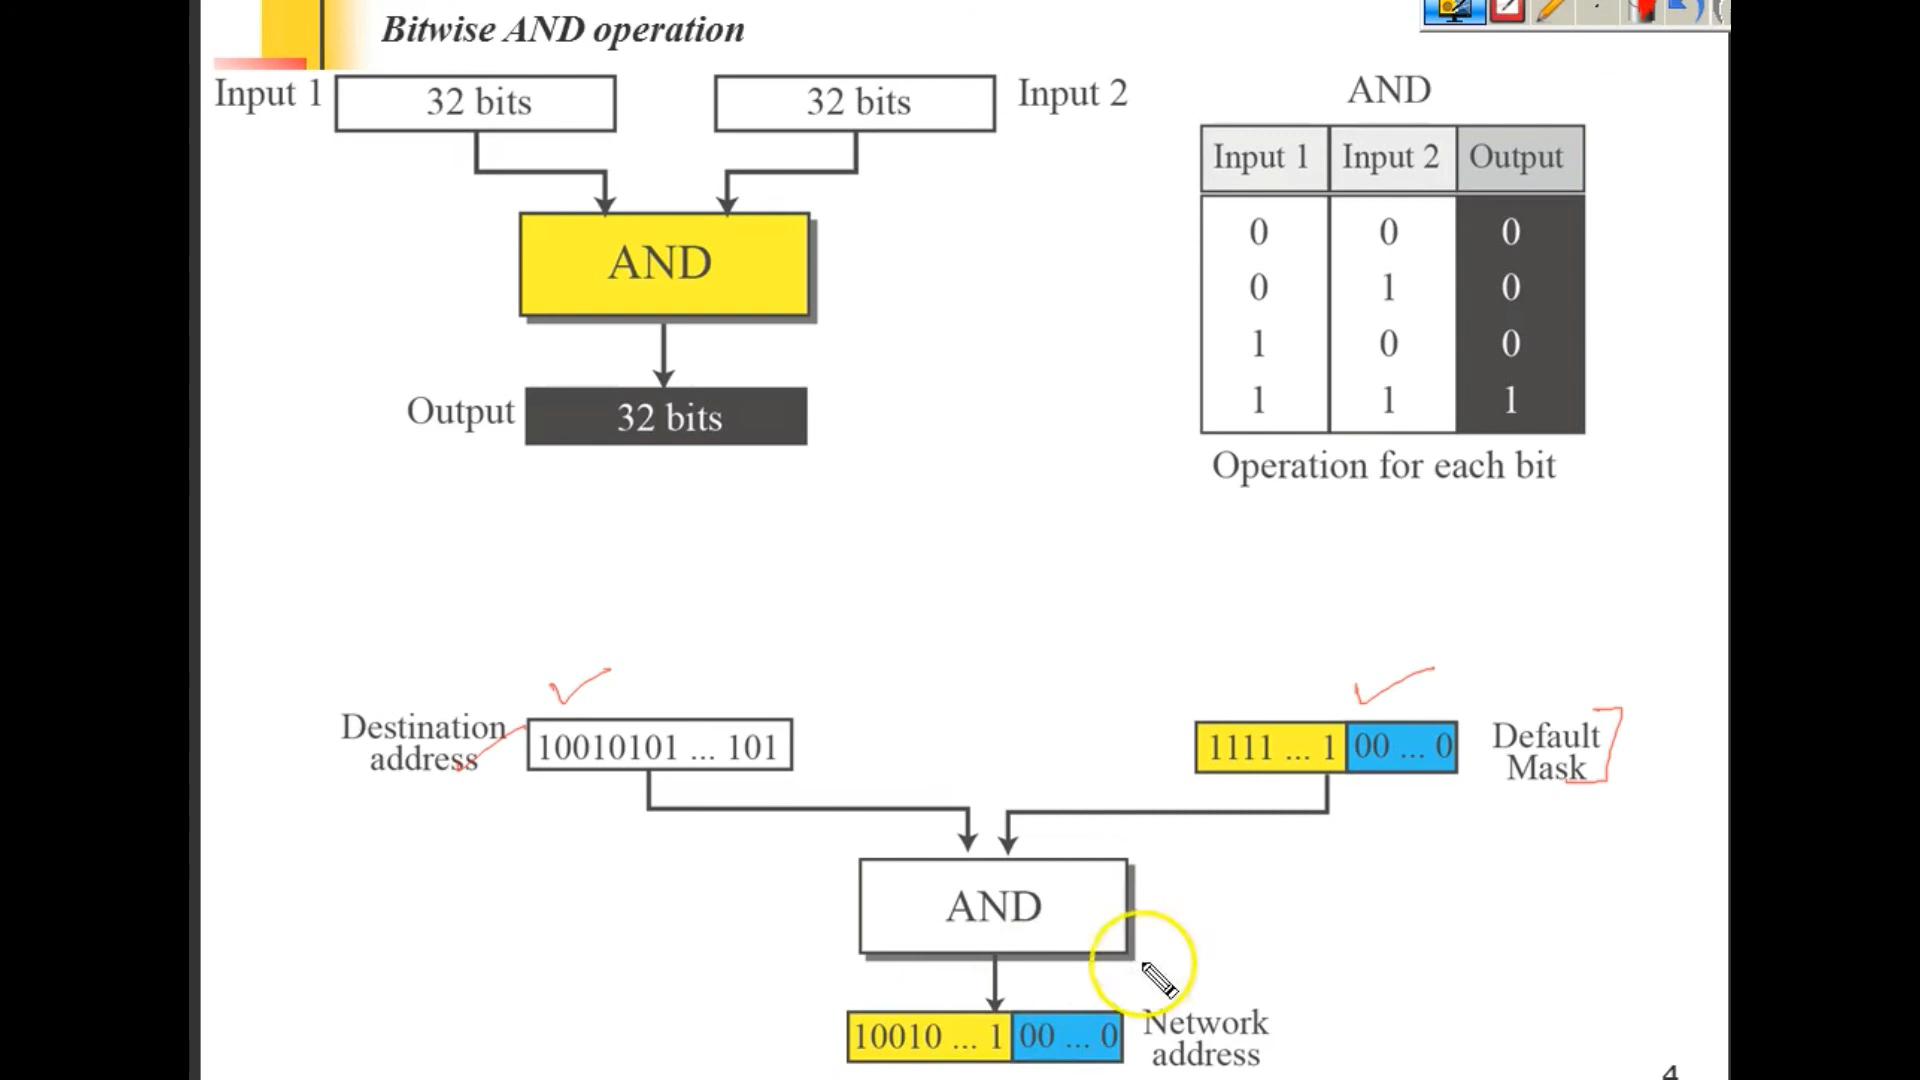 Bitwise AND operation
Input 1
32 bits
32 bits
Input 2
AND
Output
32 bits
AND
Input 1 Input 2 Output
0 0 0
0 1 0
1 0 0
1 1 1
Operation for each bit
Destination
address
10010101 ... 101
1111 ... 1 00 ... 0
Default
Mask
AND
10010 ... 1 00 ... 0
Network
address
4